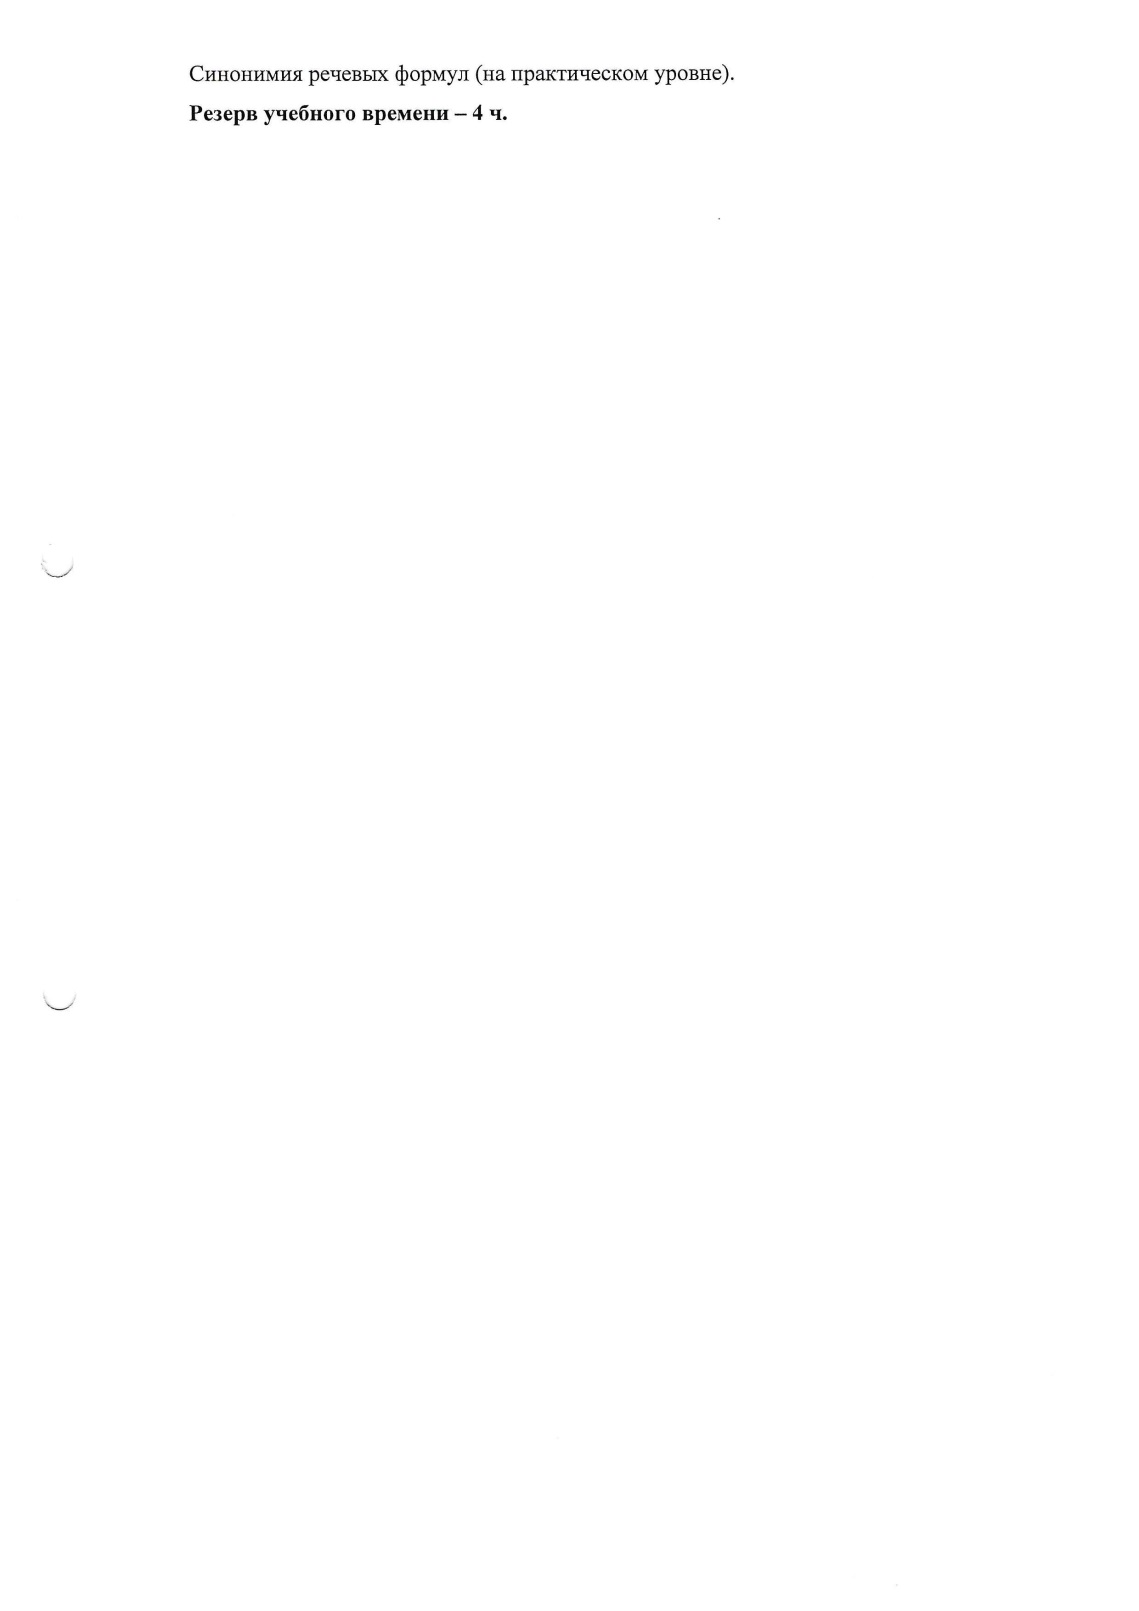 Синонимия речевых формул (на практическом уровне).
Резерв учебного времени – 4 ч.